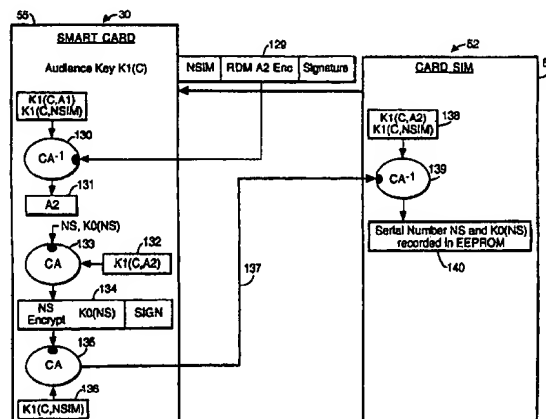 55
30
SMART CARD
Audience Key K1(C)
129
NSIM RDM A2 Enc Signature
52
CARD SIM
K1(C,A1)
K1(C,NSIM)
130
CA-1
131
A2
NS, K0(NS)
133
132
CA
K1(C,A2)
134
NS
Encrypt K0(NS) SIGN
135
CA
K1(C,NSIM)
136
137
K1(C,A2)
K1(C,NSIM)
138
139
CA-1
Serial Number NS and K0(NS)
recorded in EEPROM
140